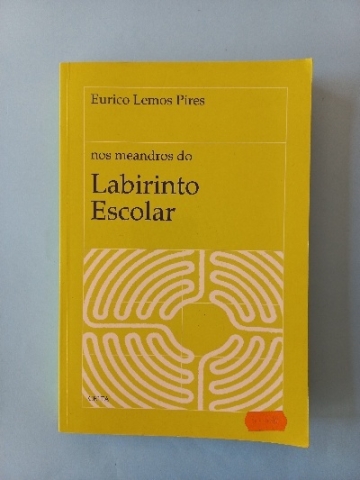 Eurico Lemos Pires
nos meandros do
Labirinto
Escolar